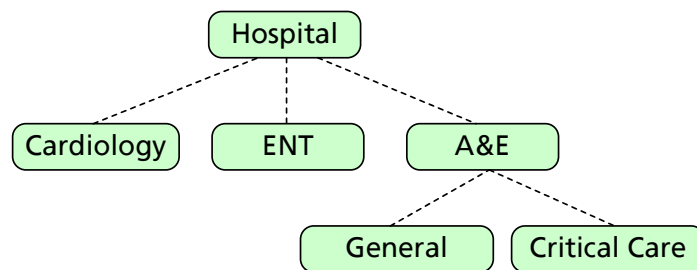 Hospital
Cardiology
ENT
A&E
General
Critical Care